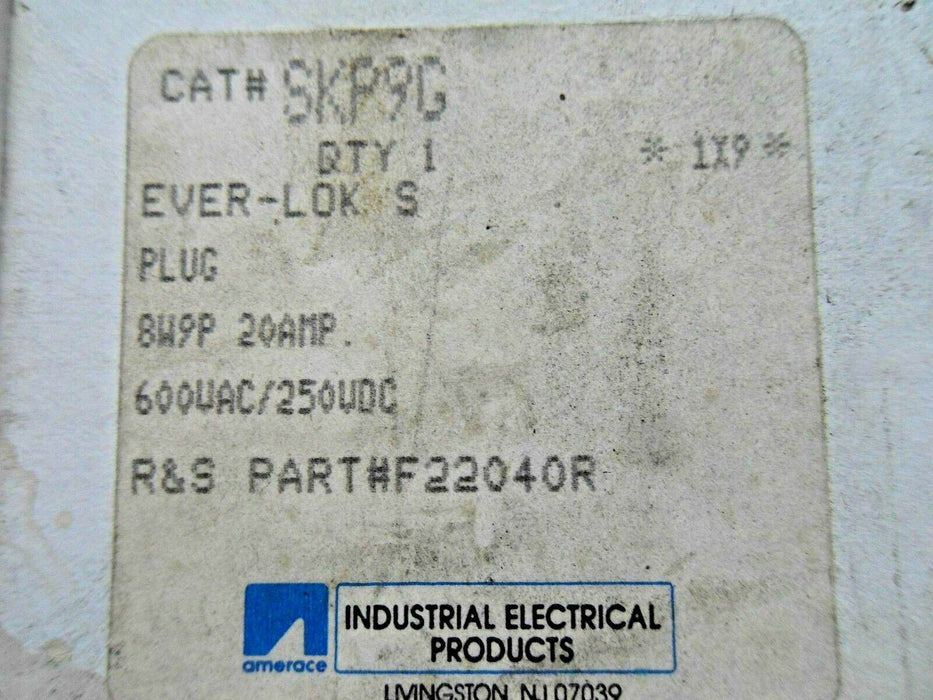 CAT# SKP9G
QTY 1 * 1X9 *
EVER-LOK S
PLUG
8W9P 20AMP.
600VAC/250VDC
R&S PART#F22040R
amerace
INDUSTRIAL ELECTRICAL
PRODUCTS
LIVINGSTON, NJ 07039